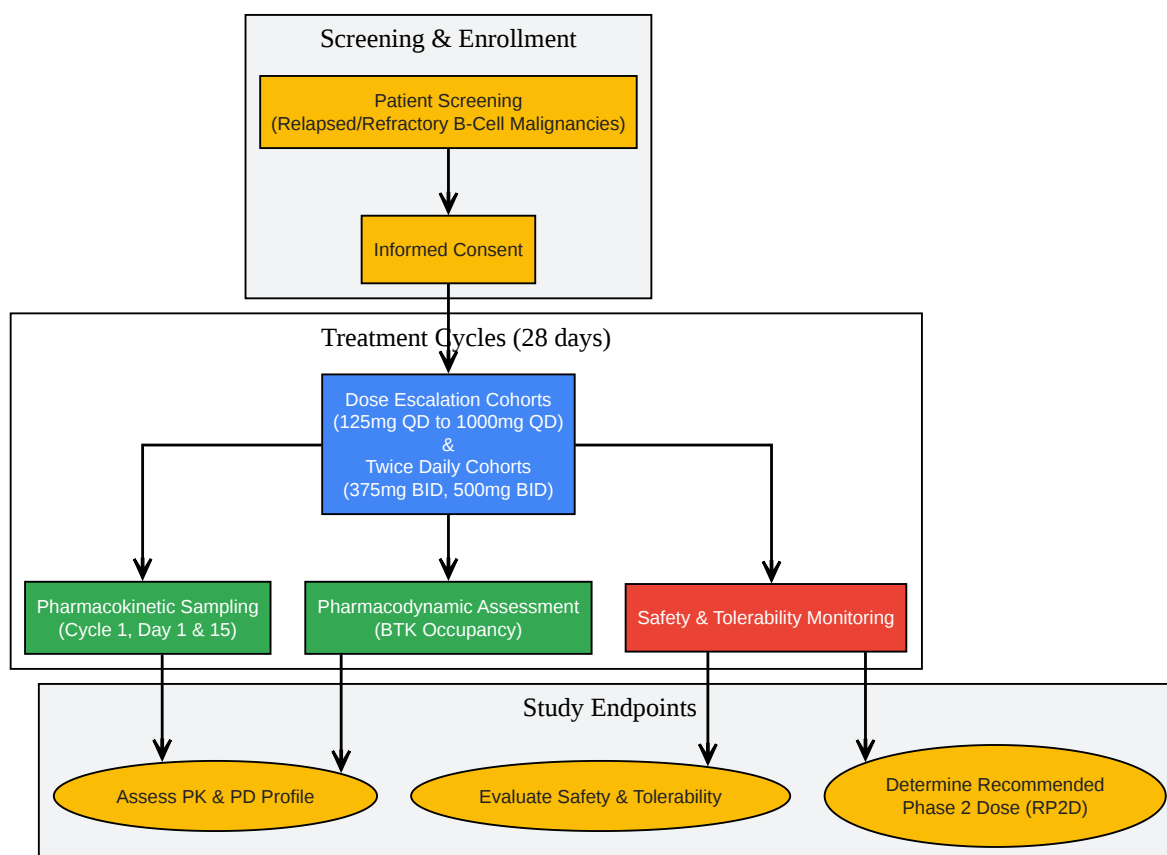 Screening & Enrollment
Patient Screening
(Relapsed/Refractory B-Cell Malignancies)
Informed Consent
Treatment Cycles (28 days)
Dose Escalation Cohorts
(125mg QD to 1000mg QD)
&
Twice Daily Cohorts
(375mg BID, 500mg BID)
Pharmacokinetic Sampling
(Cycle 1, Day 1 & 15)
Pharmacodynamic Assessment
(BTK Occupancy)
Safety & Tolerability Monitoring
Study Endpoints
Assess PK & PD Profile
Evaluate Safety & Tolerability
Determine Recommended
Phase 2 Dose (RP2D)